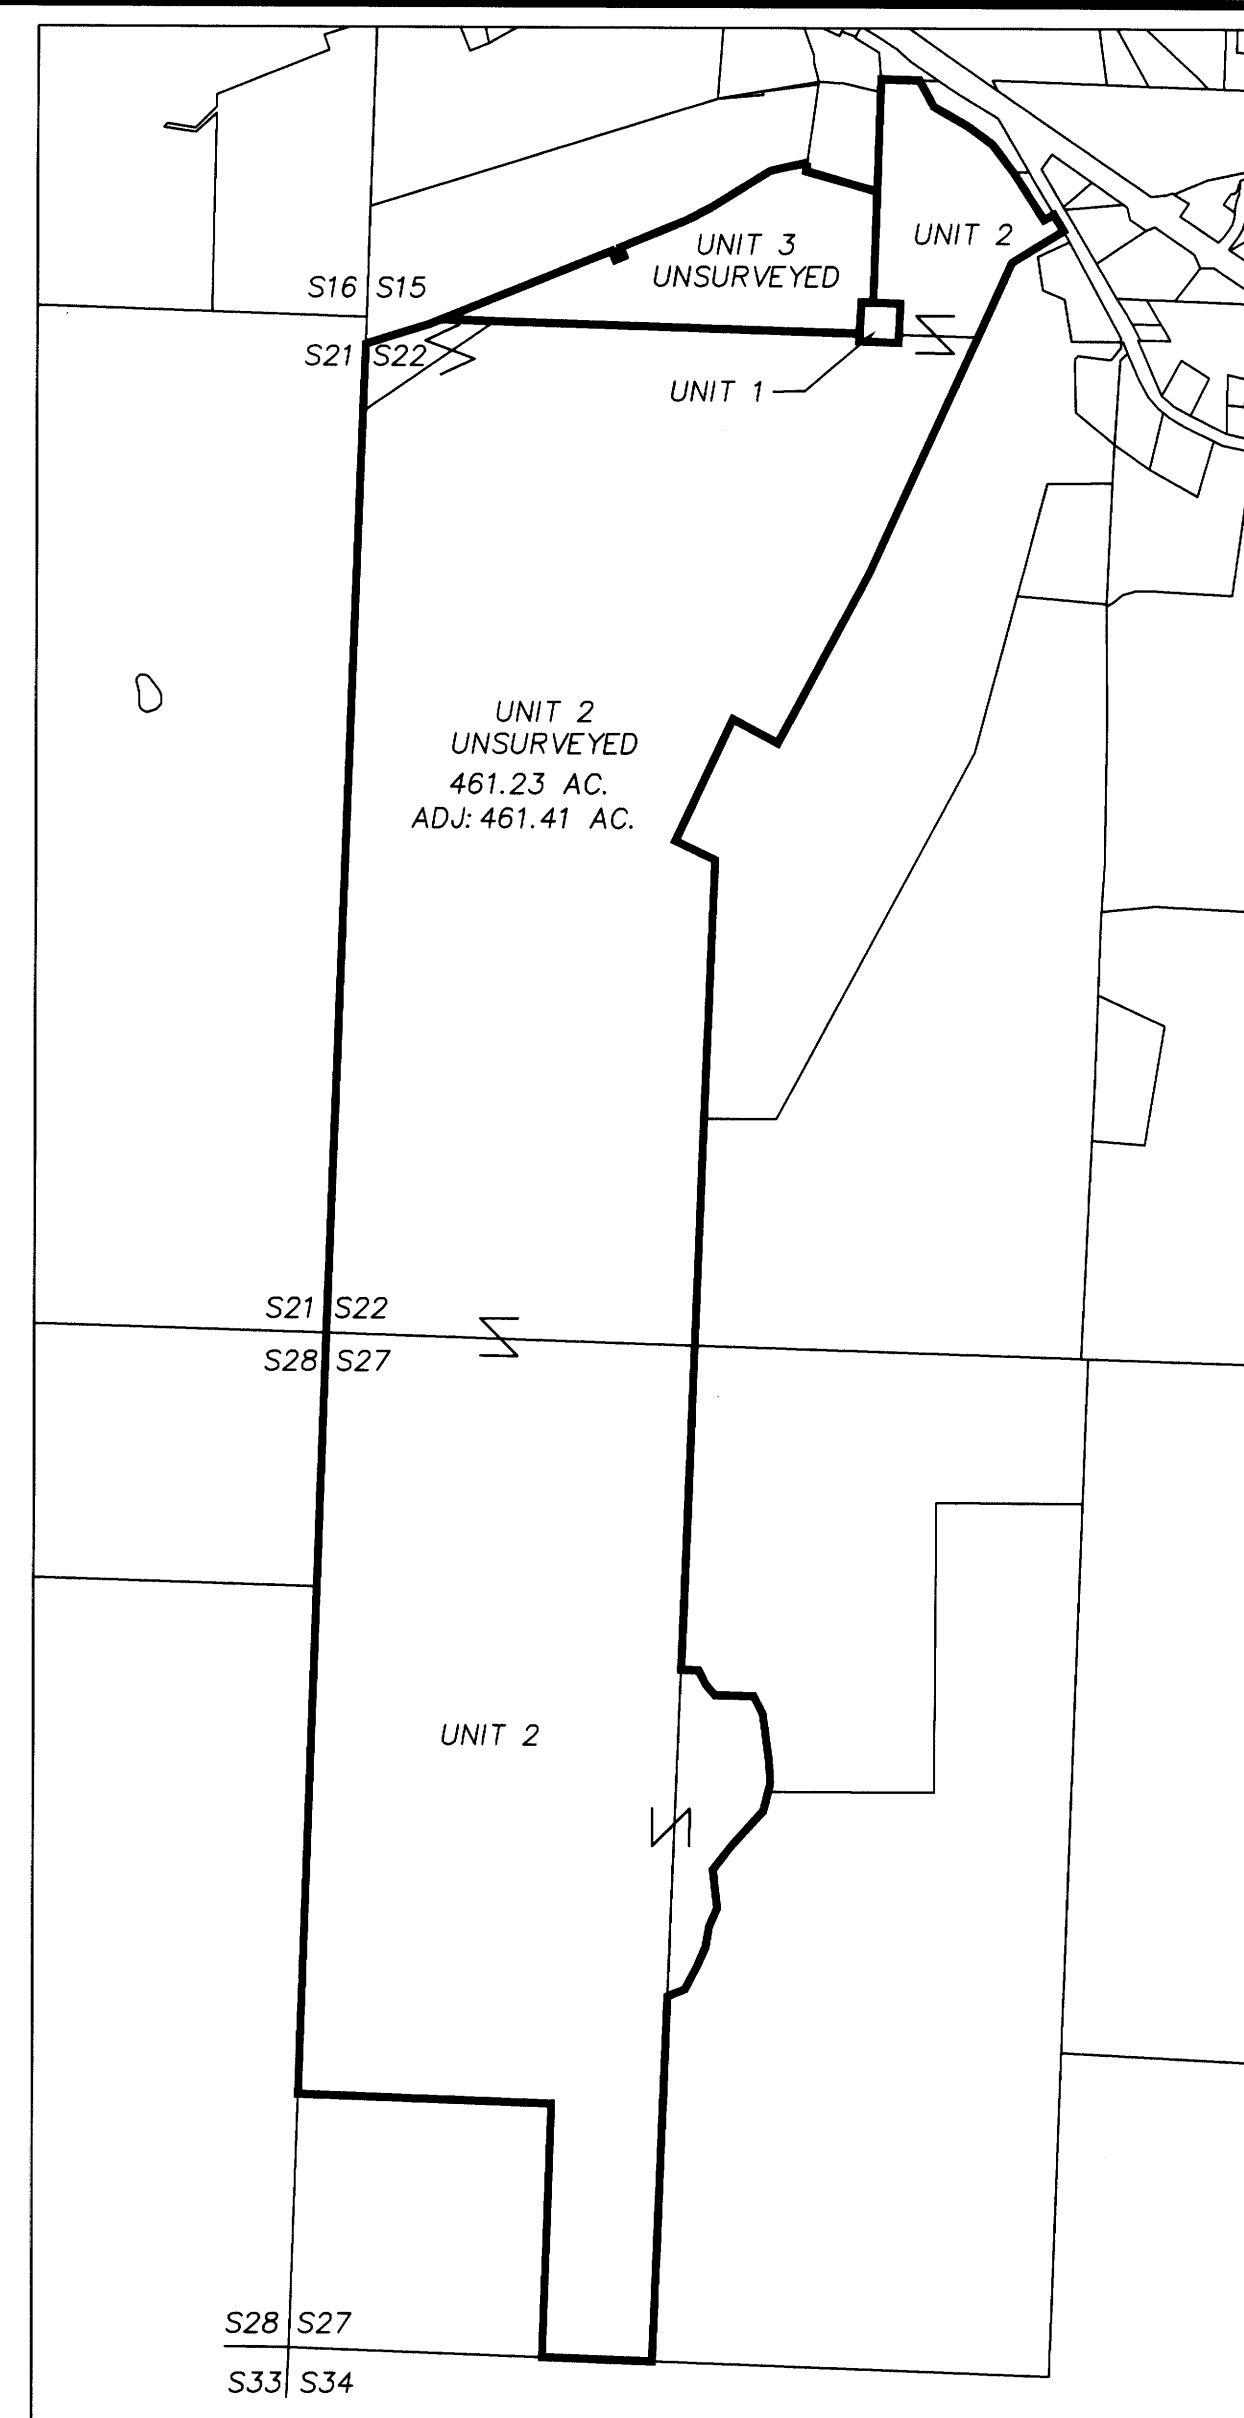 UNIT 2
UNIT 3
UNSURVEYED
S16 S15
S21 S22
UNIT 1
UNIT 2
UNSURVEYED
461.23 AC.
ADJ: 461.41 AC.
S21 S22
S28 S27
UNIT 2
S28 S27
S33 S34